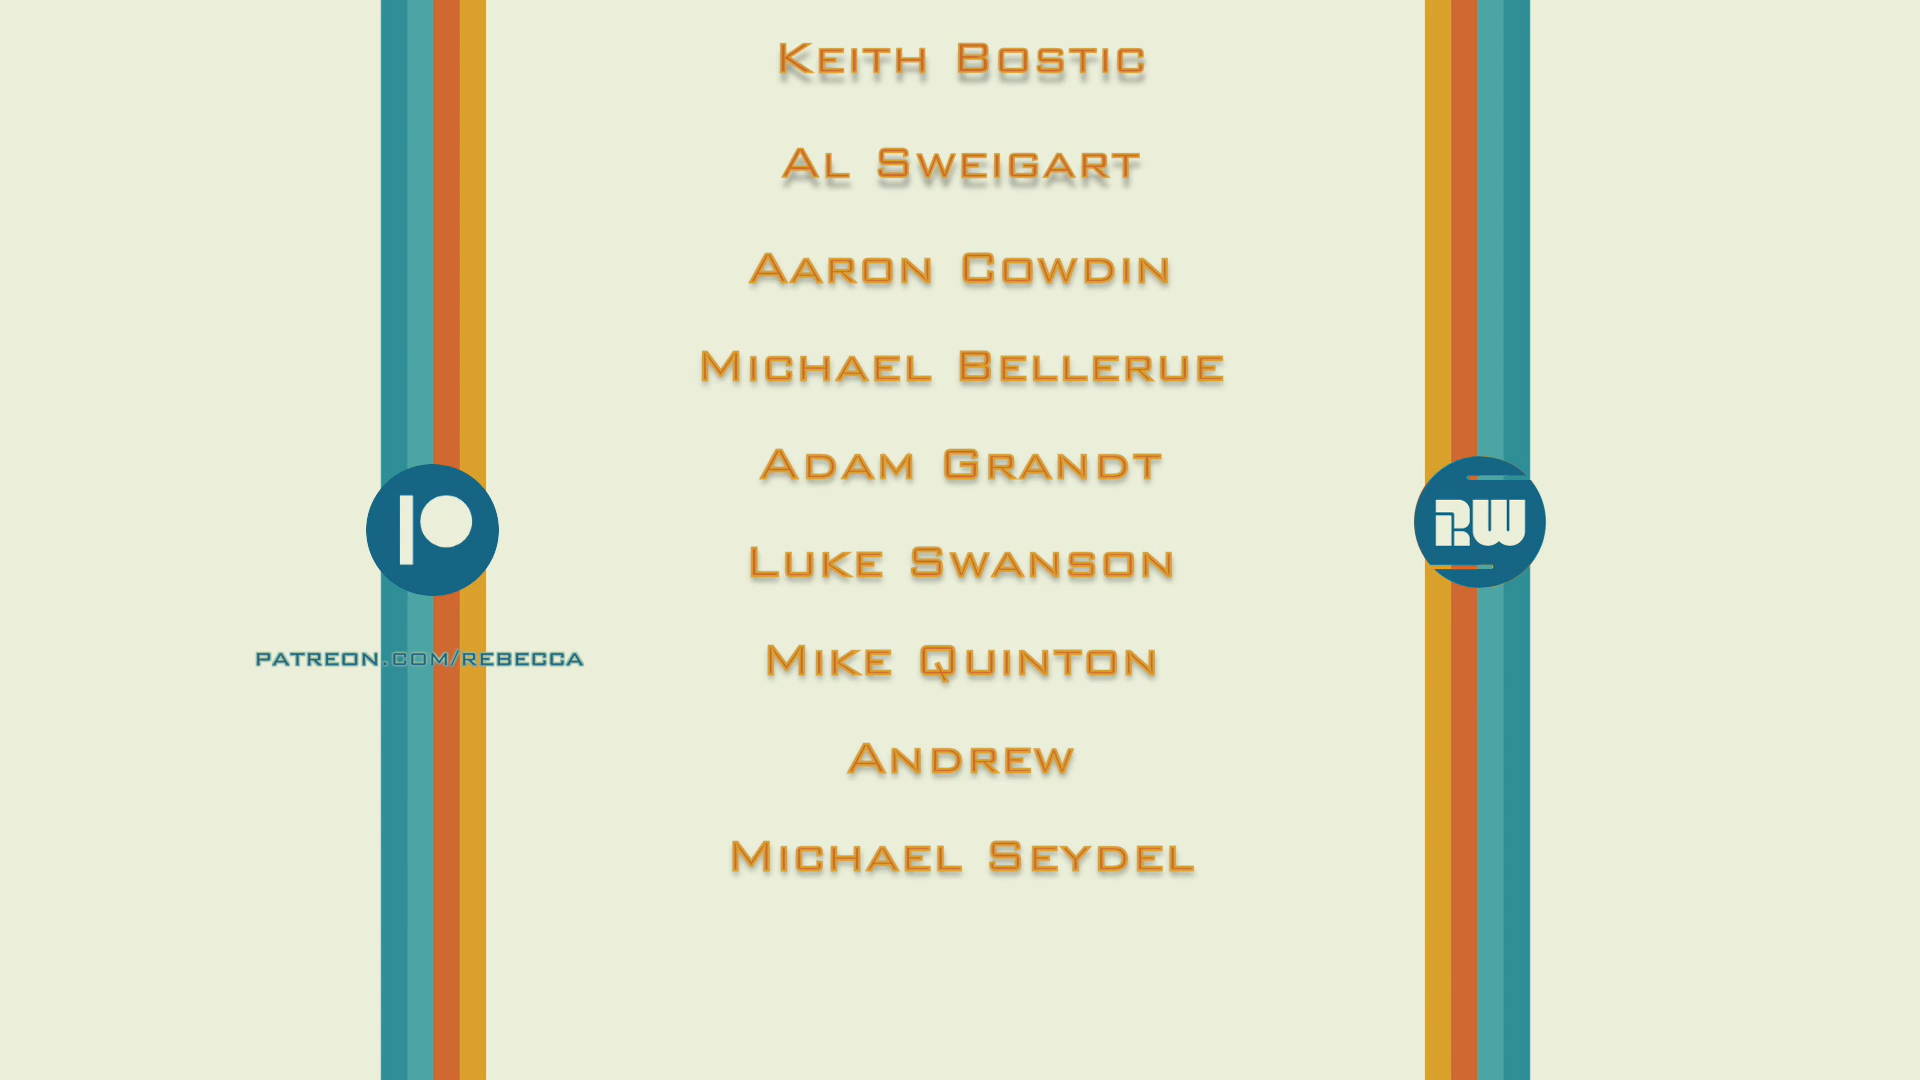 Keith Bostic
Al Sweigart
Aaron Cowdin
Michael Bellerue
Adam Grandt
Luke Swanson
Mike Quinton
Andrew
Michael Seydel
RW
PATREON.COM/REBECCA